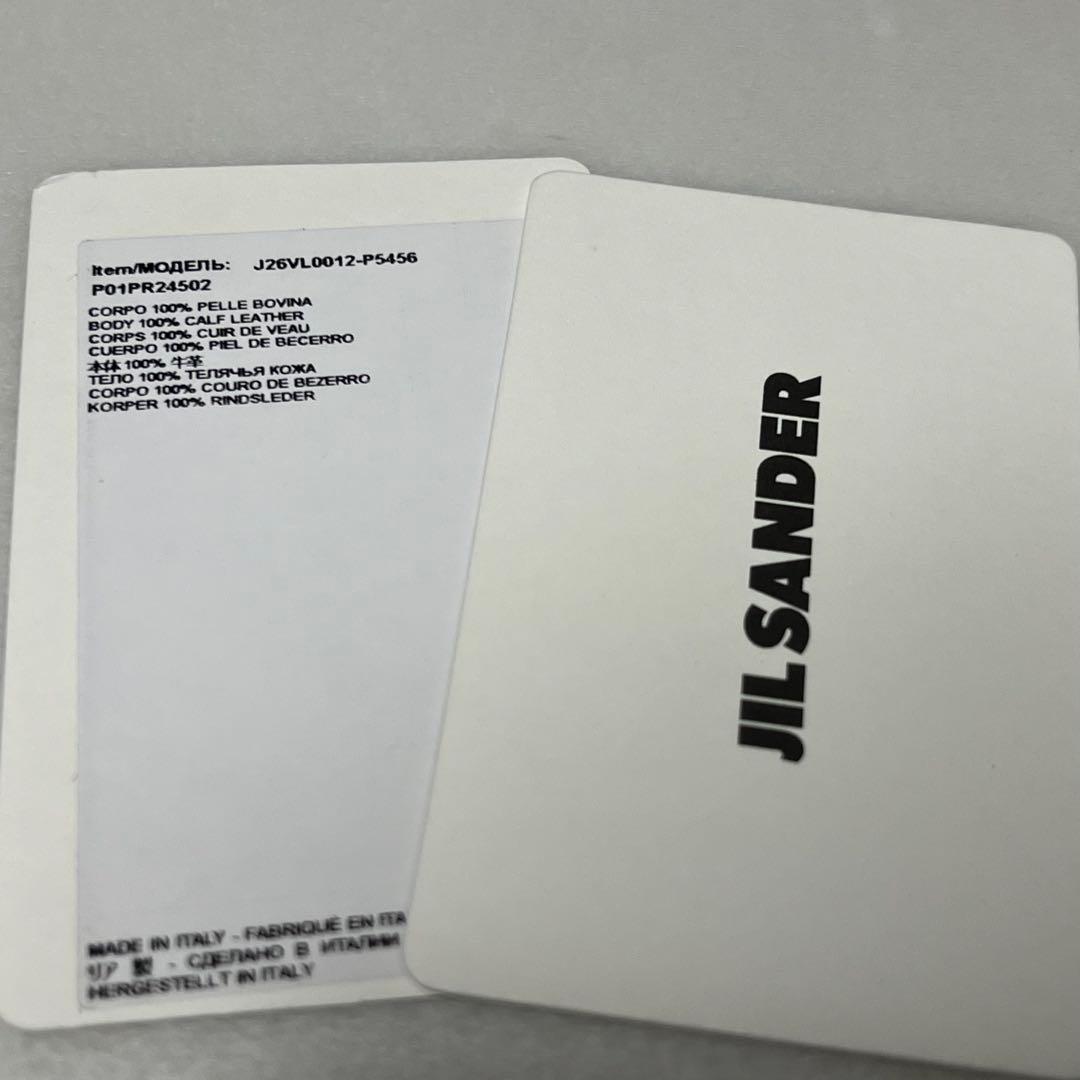 Item/МОДЕЛЬ: J26VL0012-P5456
P01PR24502
CORPO 100% PELLE BOVINA
BODY 100% CALF LEATHER
CORPS 100% CUIR DE VEAU
CUERPO 100% PIEL DE BECERRO
本体 100% 牛革
ТЕЛО 100% ТЕЛЯЧЬЯ КОЖА
CORPO 100% COURO DE BEZERRO
KORPER 100% RINDSLEDER
MADE IN ITALY - FABRIQUÉ EN ITA
リア 製 - СДЕЛАНО В ИТАЛИИ
HERGESTELLT IN ITALY
JIL SANDER